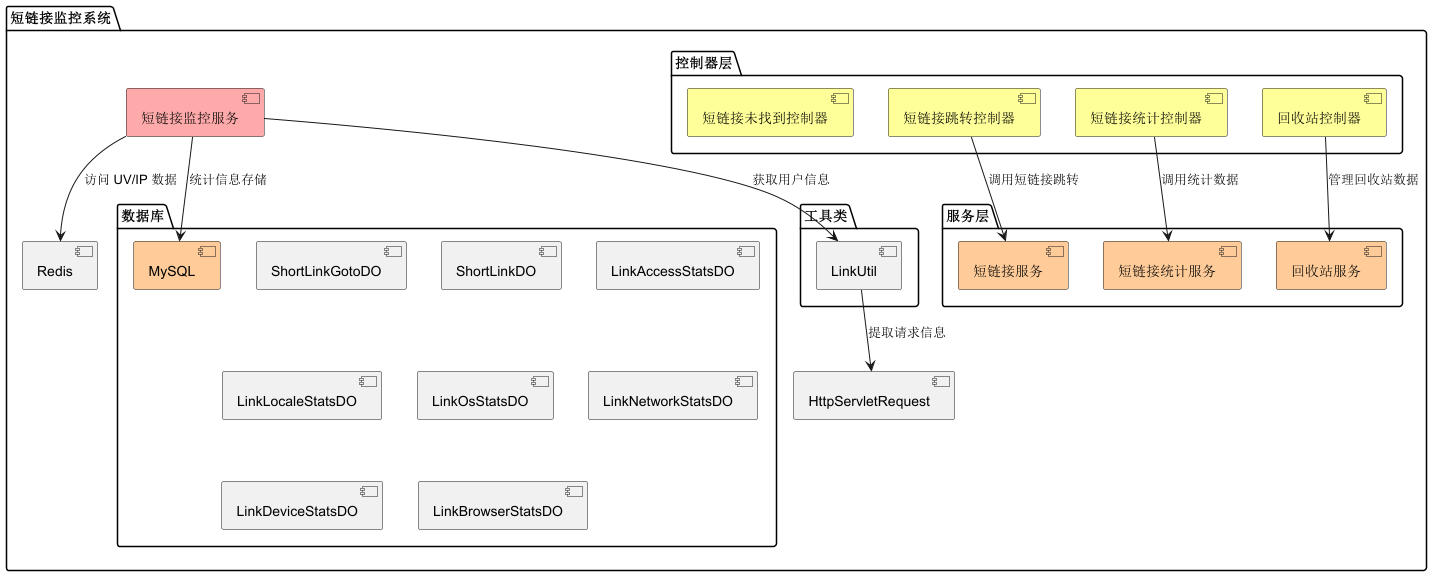 短链接监控系统
控制器层
短链接监控服务
短链接未找到控制器
短链接跳转控制器
短链接统计控制器
回收站控制器
访问 UV/IP 数据
统计信息存储
获取用户信息
调用短链接跳转
调用统计数据
管理回收站数据
数据库
工具类
服务层
Redis
MySQL
ShortLinkGotoDO
ShortLinkDO
LinkAccessStatsDO
LinkUtil
短链接服务
短链接统计服务
回收站服务
提取请求信息
LinkLocaleStatsDO
LinkOsStatsDO
LinkNetworkStatsDO
HttpServletRequest
LinkDeviceStatsDO
LinkBrowserStatsDO